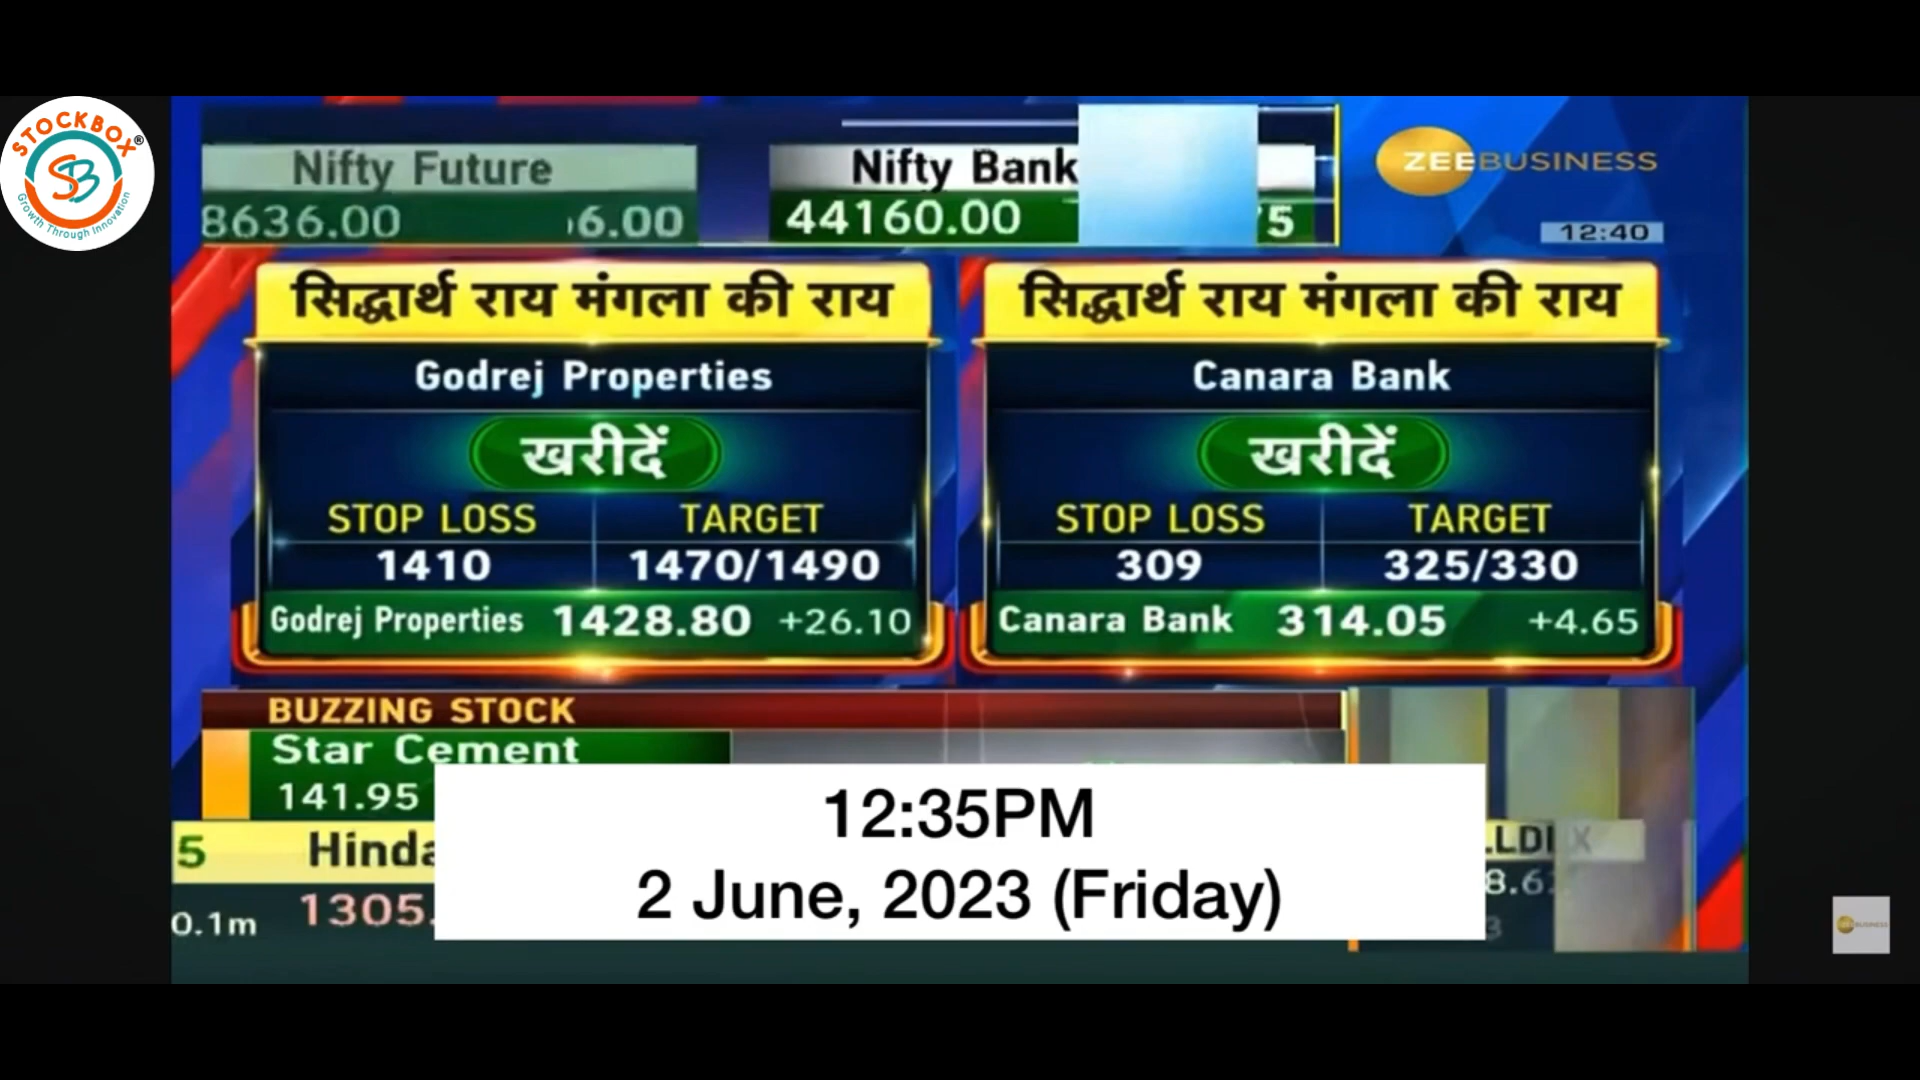 STOCKBOX®
Growth Through Innovation
Nifty Future
8636.00
6.00
Nifty Bank
44160.00
5
ZEEBUSINESS
12:40
सिद्धार्थ राय मंगला की राय
Godrej Properties
खरीदें
STOP LOSS TARGET
1410 1470/1490
Godrej Properties 1428.80 +26.10
सिद्धार्थ राय मंगला की राय
Canara Bank
खरीदें
STOP LOSS TARGET
309 325/330
Canara Bank 314.05 +4.65
BUZZING STOCK
Star Cement
141.95
5 Hinda
0.1m 1305.
12:35PM
2 June, 2023 (Friday)
ZEEBUSINESS